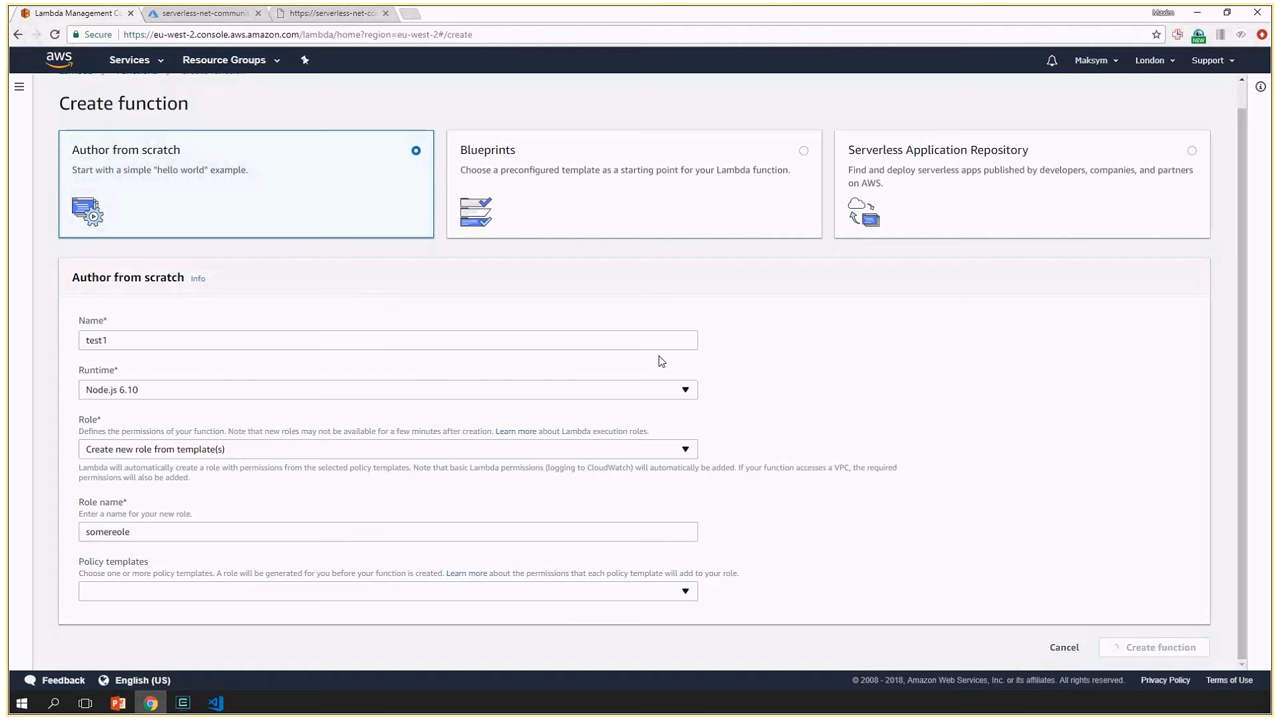 Lambda Management Co
serverless-net-communit
https://serverless-net-co
Maxim
Secure
https://eu-west-2.console.aws.amazon.com/lambda/home?region=eu-west-2#/create
NEW
aws
Services
Resource Groups
Maksym
London
Support
Create function
Author from scratch
Start with a simple "hello world" example.
Blueprints
Choose a preconfigured template as a starting point for your Lambda function.
Serverless Application Repository
Find and deploy serverless apps published by developers, companies, and partners
on AWS.
Author from scratch Info
Name*
test1
Runtime*
Node.js 6.10
Role*
Defines the permissions of your function. Note that new roles may not be available for a few minutes after creation. Learn more about Lambda execution roles.
Create new role from template(s)
Lambda will automatically create a role with permissions from the selected policy templates. Note that basic Lambda permissions (logging to CloudWatch) will automatically be added. If your function accesses a VPC, the required
permissions will also be added.
Role name*
Enter a name for your new role.
somereole
Policy templates
Choose one or more policy templates. A role will be generated for you before your function is created. Learn more about the permissions that each policy template will add to your role.
Cancel
Create function
Feedback
English (US)
© 2008 - 2018, Amazon Web Services, Inc. or its affiliates. All rights reserved.
Privacy Policy
Terms of Use